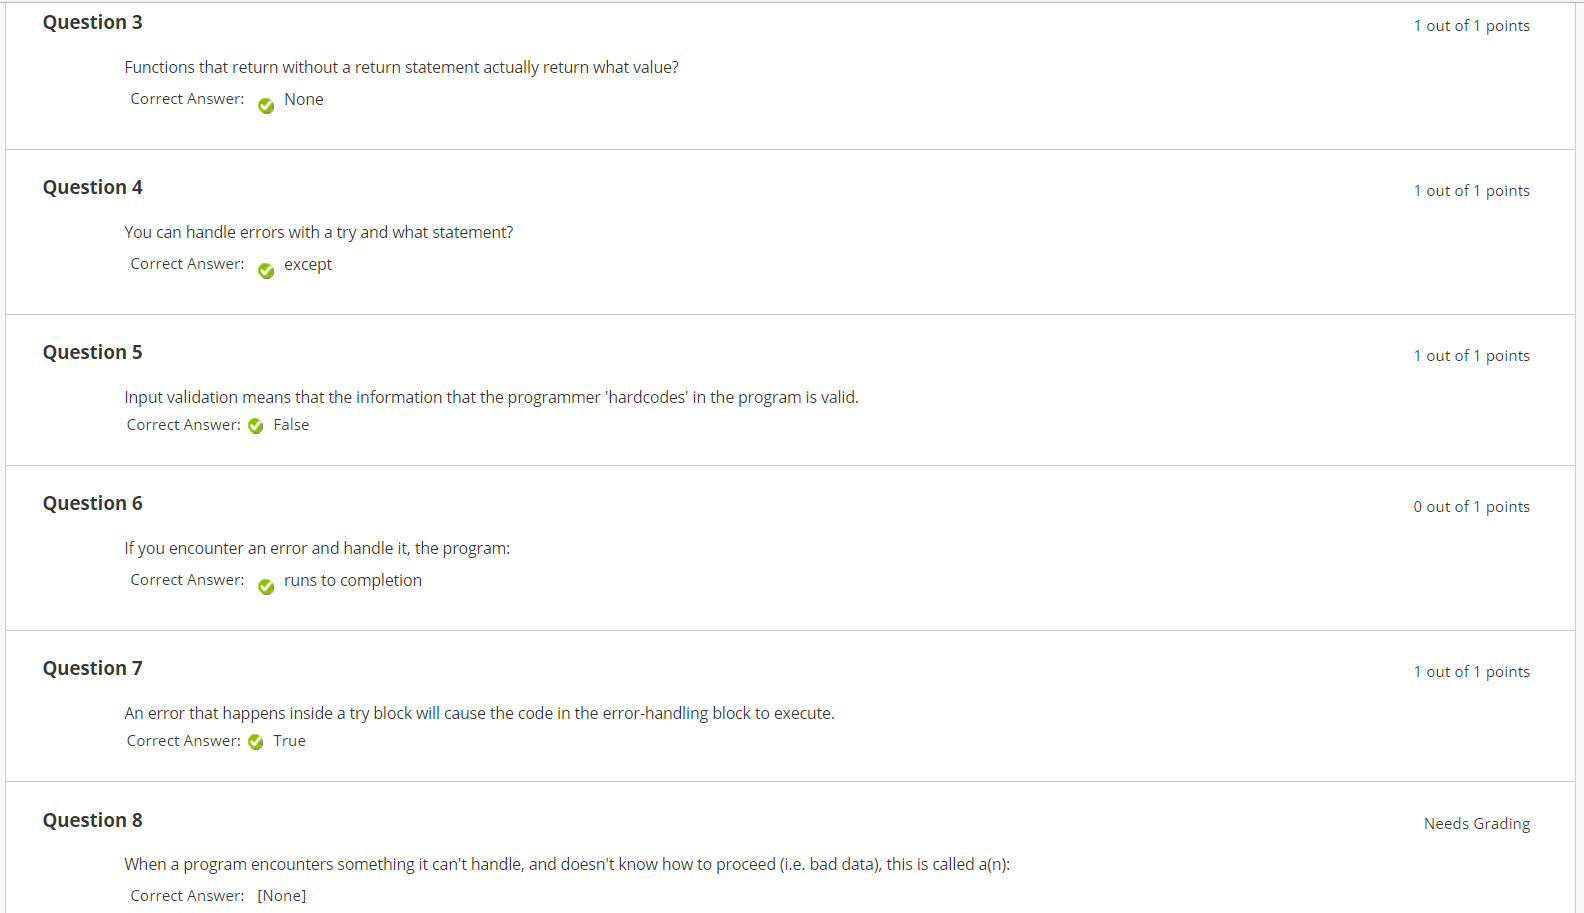 Question 3
1 out of 1 points
Functions that return without a return statement actually return what value?
Correct Answer: None
Question 4
1 out of 1 points
You can handle errors with a try and what statement?
Correct Answer: except
Question 5
1 out of 1 points
Input validation means that the information that the programmer 'hardcodes' in the program is valid.
Correct Answer: False
Question 6
0 out of 1 points
If you encounter an error and handle it, the program:
Correct Answer: runs to completion
Question 7
1 out of 1 points
An error that happens inside a try block will cause the code in the error-handling block to execute.
Correct Answer: True
Question 8
Needs Grading
When a program encounters something it can't handle, and doesn't know how to proceed (i.e. bad data), this is called a(n):
Correct Answer: [None]